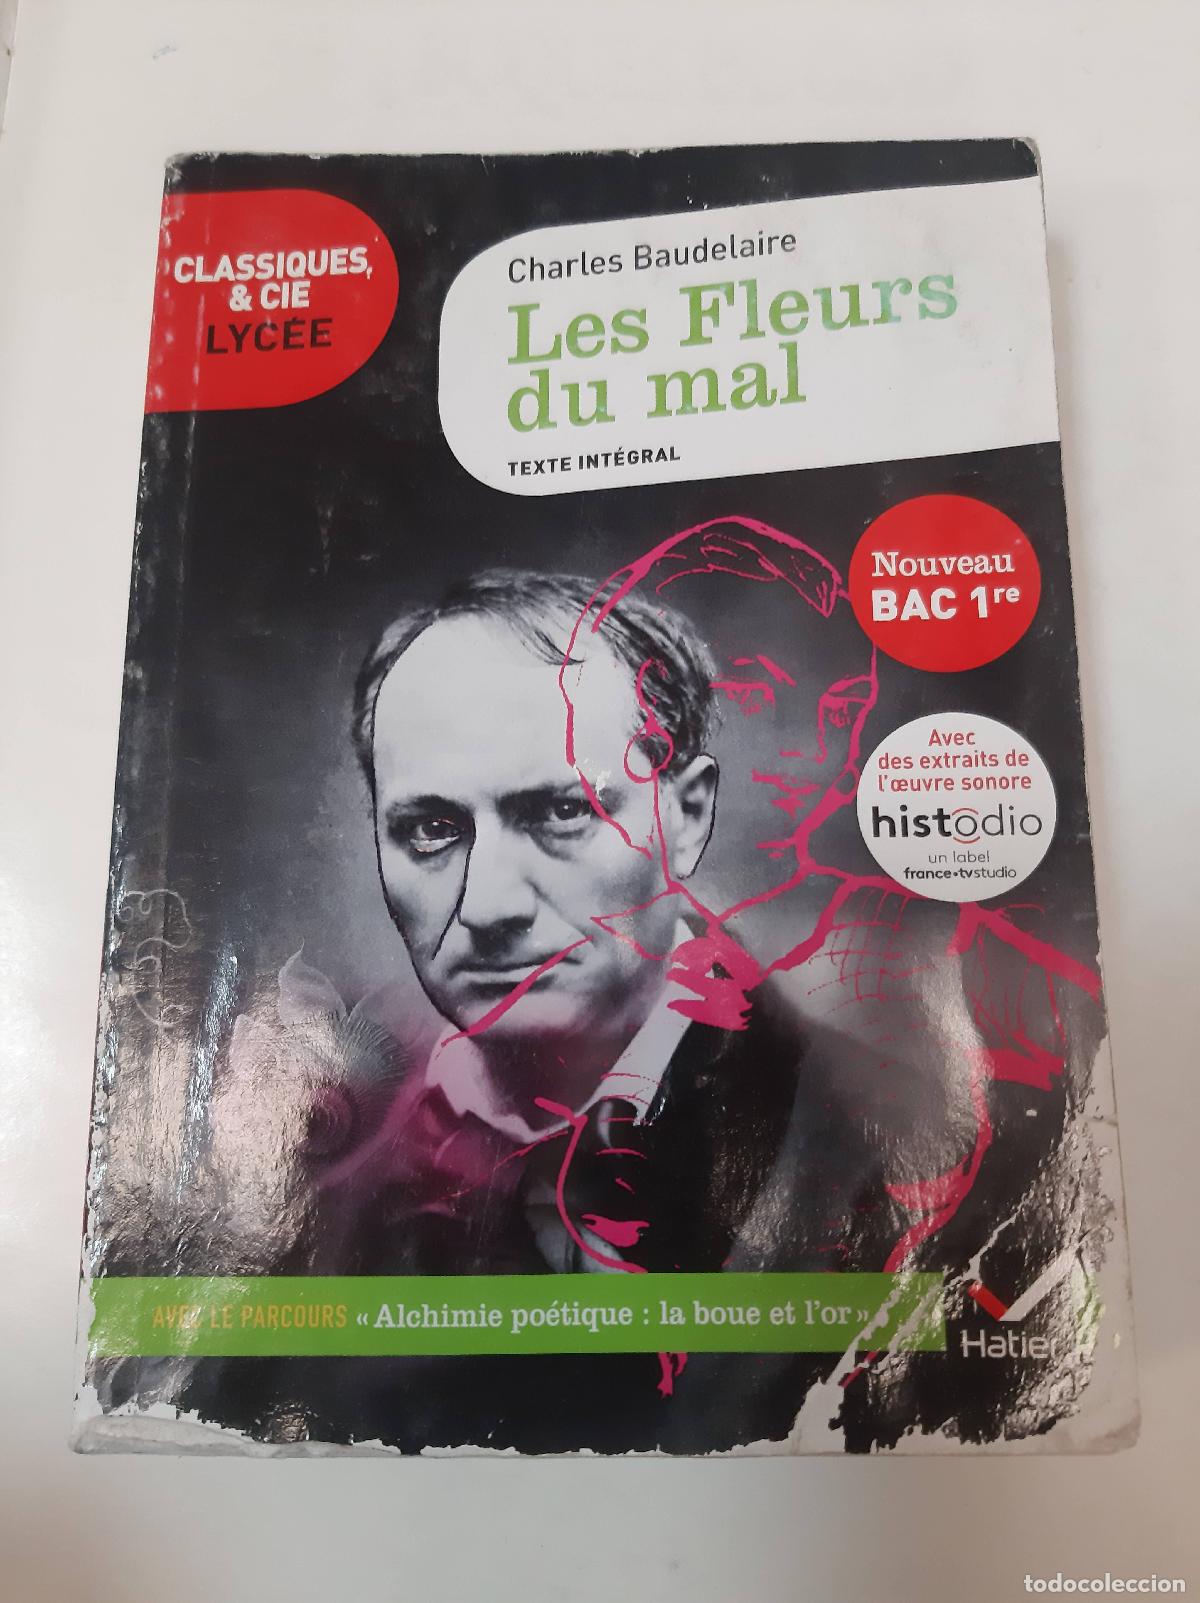 CLASSIQUES,
& CIE
LYCÉE
Charles Baudelaire
Les Fleurs
du mal
TEXTE INTÉGRAL
Nouveau
BAC 1re
Avec
des extraits de
l'œuvre sonore
histodio
un label
france•tvstudio
AVEC LE PARCOURS « Alchimie poétique : la boue et l'or »
Hatier
todocoleccion